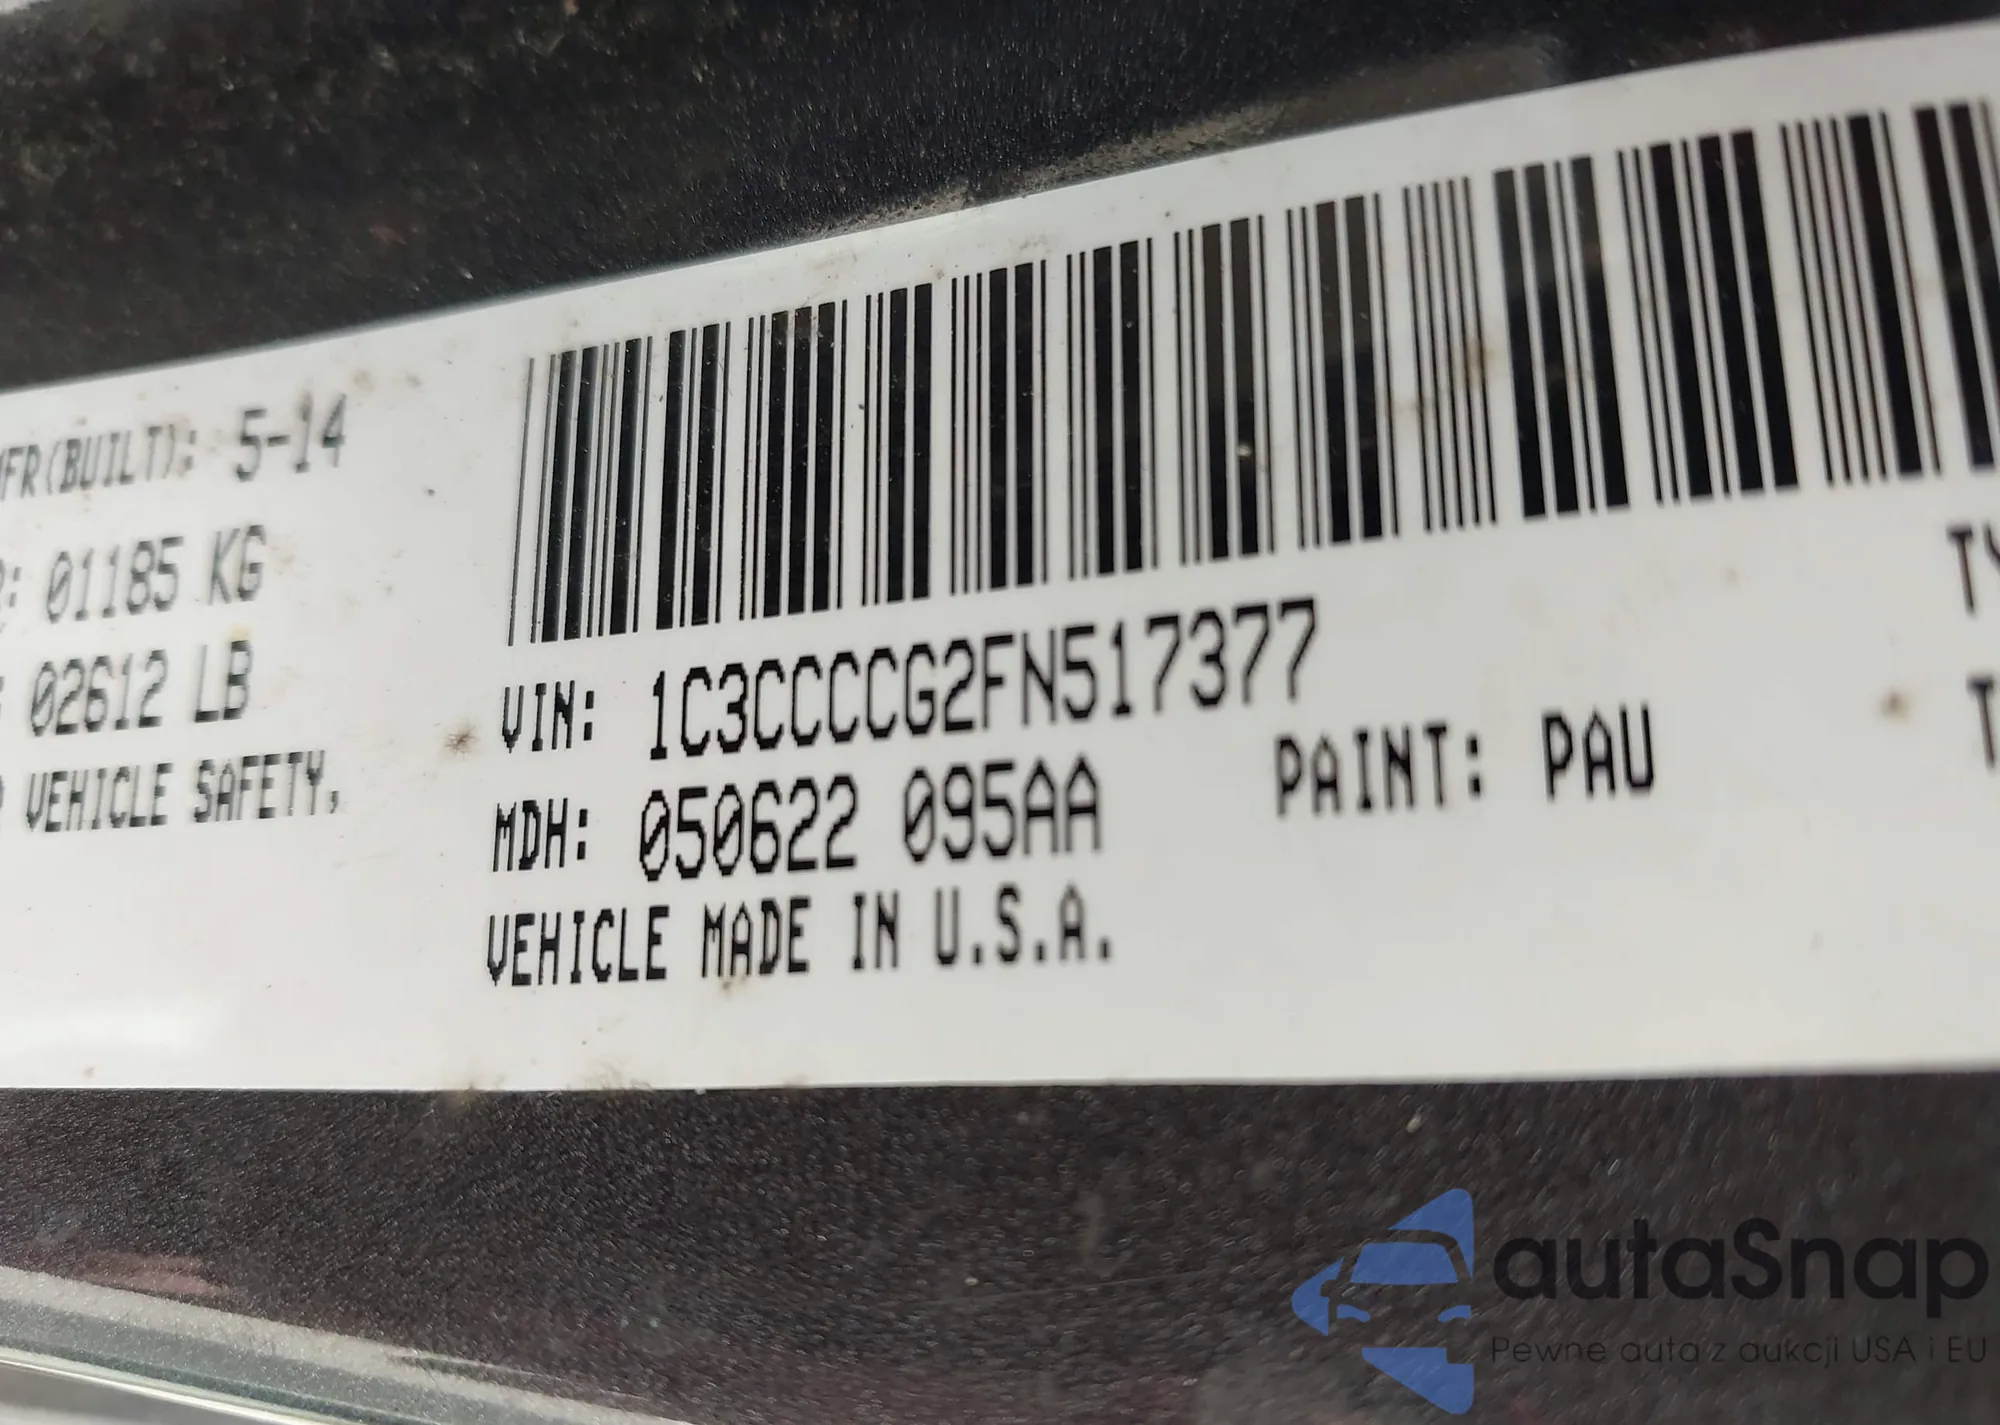 MFR(BUILT): 5-14
R: 01185 KG
02612 LB
VEHICLE SAFETY,
VIN: 1C3CCCCG2FN517377
MDH: 050622 095AA
PAINT: PAU
VEHICLE MADE IN U.S.A.
TY
T
autaSnap
Pewne auta z aukcji USA i EU